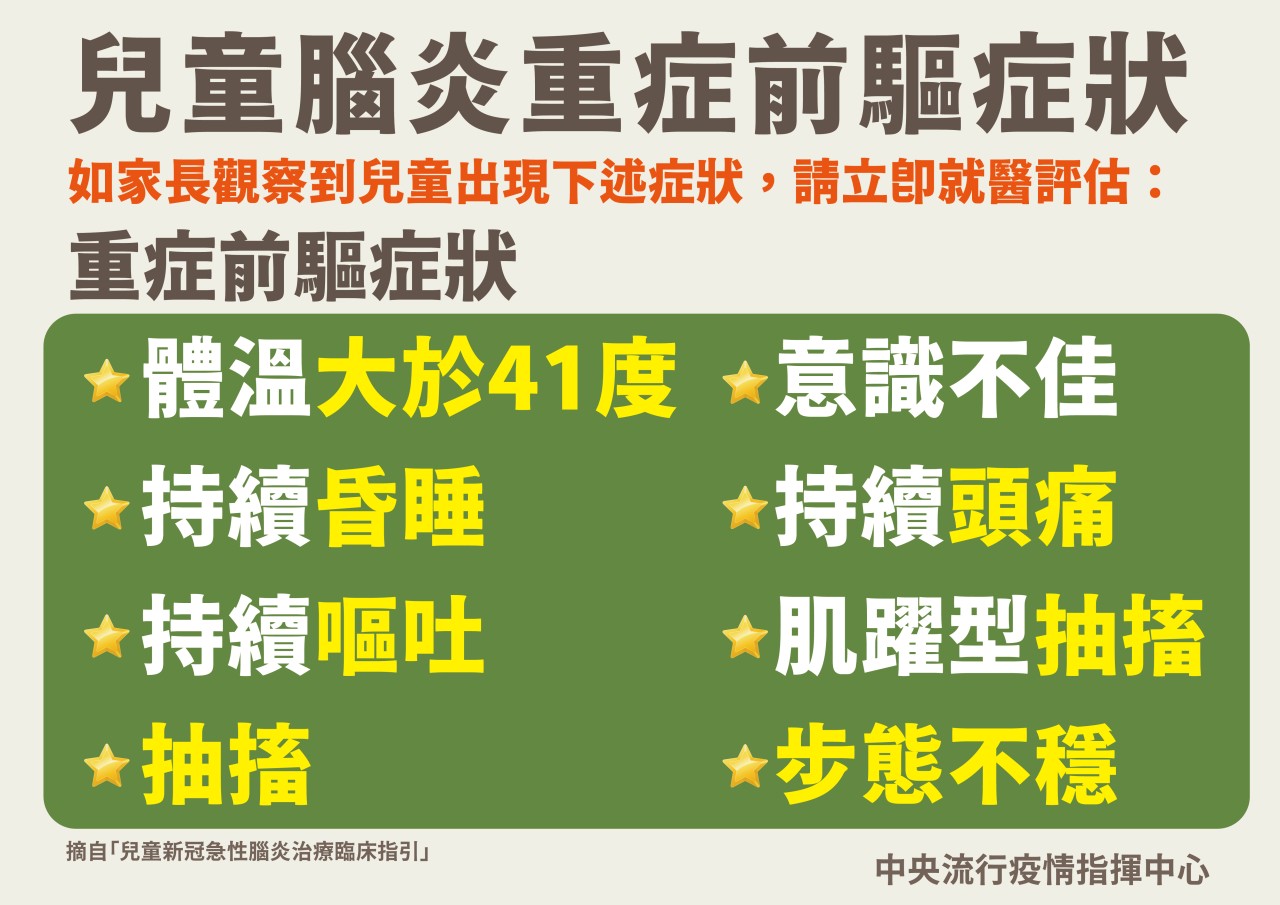 兒童腦炎重症前驅症狀
如家長觀察到兒童出現下述症狀，請立即就醫評估：
重症前驅症狀
體溫大於41度
意識不佳
持續昏睡
持續頭痛
持續嘔吐
肌躍型抽搐
抽搐
步態不穩
摘自「兒童新冠急性腦炎治療臨床指引」
中央流行疫情指揮中心